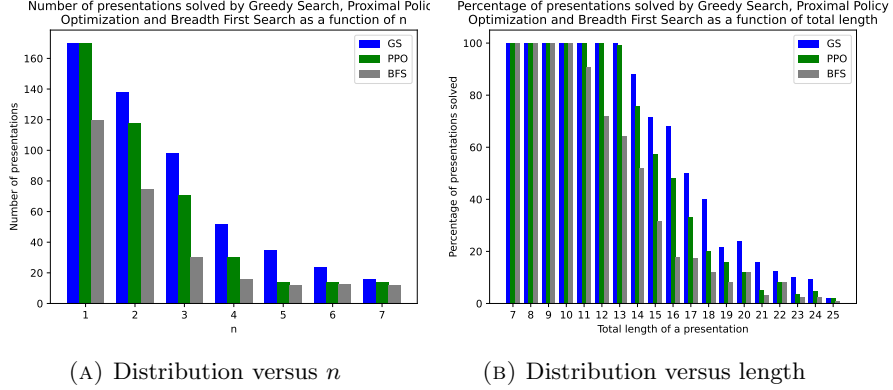 Number of presentations solved by Greedy Search, Proximal Policy
Optimization and Breadth First Search as a function of n
GS
PPO
BFS
160
140
120
100
80
60
40
20
0
Number of presentations
1 2 3 4 5 6 7
n
(A) Distribution versus n
Percentage of presentations solved by Greedy Search, Proximal Policy
Optimization and Breadth First Search as a function of total length
GS
PPO
BFS
100
80
60
40
20
0
Percentage of presentations solved
7 8 9 10 11 12 13 14 15 16 17 18 19 20 21 22 23 24 25
Total length of a presentation
(B) Distribution versus length